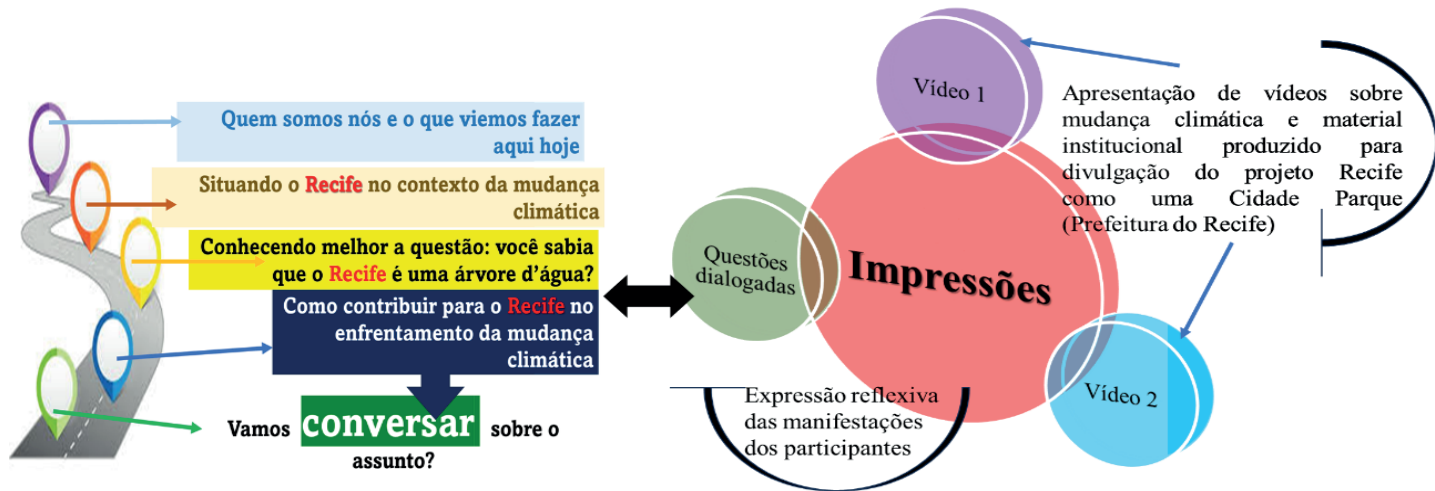 Quem somos nós e o que viemos fazer
aqui hoje
Situando o Recife no contexto da mudança
climática
Conhecendo melhor a questão: você sabia
que o Recife é uma árvore d'água?
Como contribuir para o Recife no
enfrentamento da mudança
climática
Vamos conversar sobre o
assunto?
Vídeo 1
Questões
dialogadas
Impressões
Vídeo 2
Apresentação de vídeos sobre
mudança climática e material
institucional produzido para
divulgação do projeto Recife
como uma Cidade Parque
(Prefeitura do Recife)
Expressão reflexiva
das manifestações
dos participantes